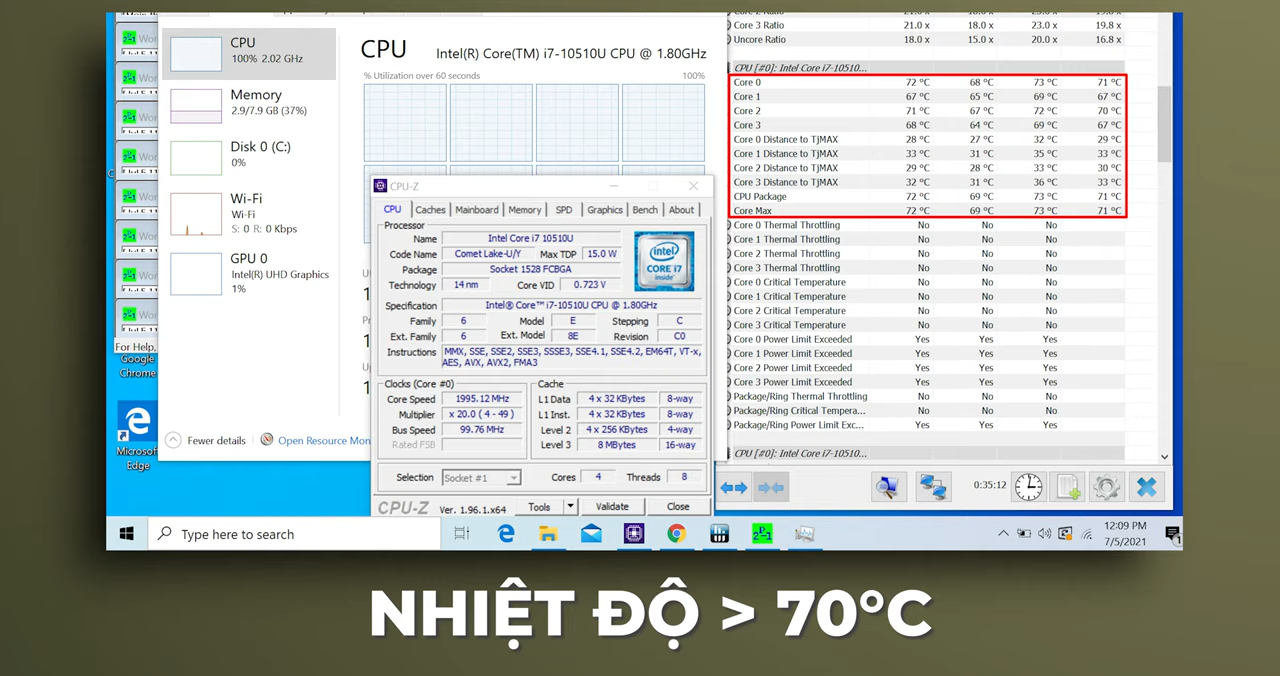 CPU
100% 2.02 GHz
Memory
2.9/7.9 GB (37%)
Disk 0 (C:)
0%
Wi-Fi
Wi-Fi
S: 0 R: 0 Kbps
GPU 0
Intel(R) UHD Graphics
1%
Fewer details
Open Resource Mon
CPU
Intel(R) Core(TM) i7-10510U CPU @ 1.80GHz
% Utilization over 60 seconds
100%
For Help,
Google
Chrome
Microsof
Edge
CPU-Z
CPU Caches Mainboard Memory SPD Graphics Bench About
Processor
Name Intel Core i7 10510U
Code Name Comet Lake-U/Y Max TDP 15.0 W
Package Socket 1528 FCBGA
Technology 14 nm Core VID 0.723 V
intel
CORE i7
inside
Specification Intel® Core™ i7-10510U CPU @ 1.80GHz
Family 6 Model E Stepping C
Ext. Family 6 Ext. Model 8E Revision C0
Instructions MMX, SSE, SSE2, SSE3, SSSE3, SSE4.1, SSE4.2, EM64T, VT-x,
AES, AVX, AVX2, FMA3
Clocks (Core #0)
Core Speed 1995.12 MHz
Multiplier x 20.0 ( 4 - 49 )
Bus Speed 99.76 MHz
Rated FSB
Cache
L1 Data 4 x 32 KBytes 8-way
L1 Inst. 4 x 32 KBytes 8-way
Level 2 4 x 256 KBytes 4-way
Level 3 8 MBytes 16-way
Selection Socket #1 Cores 4 Threads 8
CPU-Z Ver. 1.96.1.x64 Tools Validate Close
Core 3 Ratio 21.0 x 18.0 x 23.0 x 19.8 x
Uncore Ratio 18.0 x 15.0 x 20.0 x 16.8 x
CPU [#0]: Intel Core i7-10510...
Core 0 72 °C 68 °C 73 °C 71 °C
Core 1 67 °C 65 °C 69 °C 67 °C
Core 2 71 °C 67 °C 72 °C 70 °C
Core 3 68 °C 64 °C 69 °C 67 °C
Core 0 Distance to TjMAX 28 °C 27 °C 32 °C 29 °C
Core 1 Distance to TjMAX 33 °C 31 °C 35 °C 33 °C
Core 2 Distance to TjMAX 29 °C 28 °C 33 °C 30 °C
Core 3 Distance to TjMAX 32 °C 31 °C 36 °C 33 °C
CPU Package 72 °C 69 °C 73 °C 71 °C
Core Max 72 °C 69 °C 73 °C 71 °C
Core 0 Thermal Throttling No No No
Core 1 Thermal Throttling No No No
Core 2 Thermal Throttling No No No
Core 3 Thermal Throttling No No No
Core 0 Critical Temperature No No No
Core 1 Critical Temperature No No No
Core 2 Critical Temperature No No No
Core 3 Critical Temperature No No No
Core 0 Power Limit Exceeded Yes Yes Yes
Core 1 Power Limit Exceeded Yes Yes Yes
Core 2 Power Limit Exceeded Yes Yes Yes
Core 3 Power Limit Exceeded Yes Yes Yes
Package/Ring Thermal Throttling No No No
Package/Ring Critical Tempera... No No No
Package/Ring Power Limit Exc... Yes Yes Yes
CPU [#0]: Intel Core i7-10510...
0:35:12
Type here to search
12:09 PM
7/5/2021
NHIỆT ĐỘ > 70°C